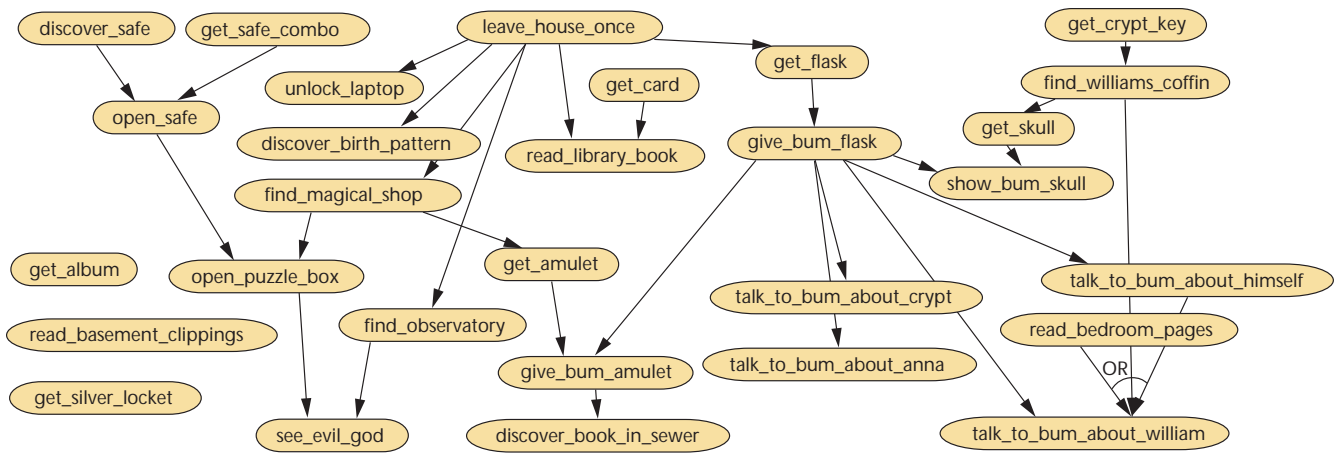 discover_safe
get_safe_combo
leave_house_once
get_crypt_key
get_flask
unlock_laptop
get_card
find_williams_coffin
open_safe
get_skull
discover_birth_pattern
read_library_book
give_bum_flask
show_bum_skull
find_magical_shop
get_album
open_puzzle_box
get_amulet
talk_to_bum_about_himself
talk_to_bum_about_crypt
read_basement_clippings
find_observatory
read_bedroom_pages
talk_to_bum_about_anna
OR
get_silver_locket
give_bum_amulet
see_evil_god
discover_book_in_sewer
talk_to_bum_about_william